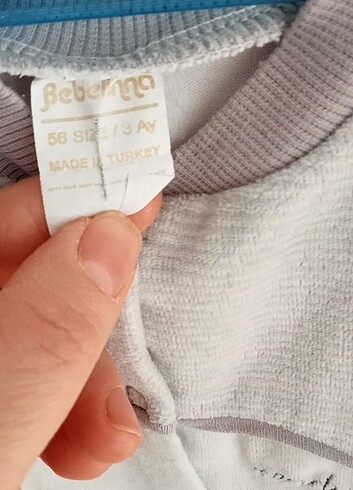 Bebelinna
56 SIZE / 3 Ay
MADE IN TURKEY